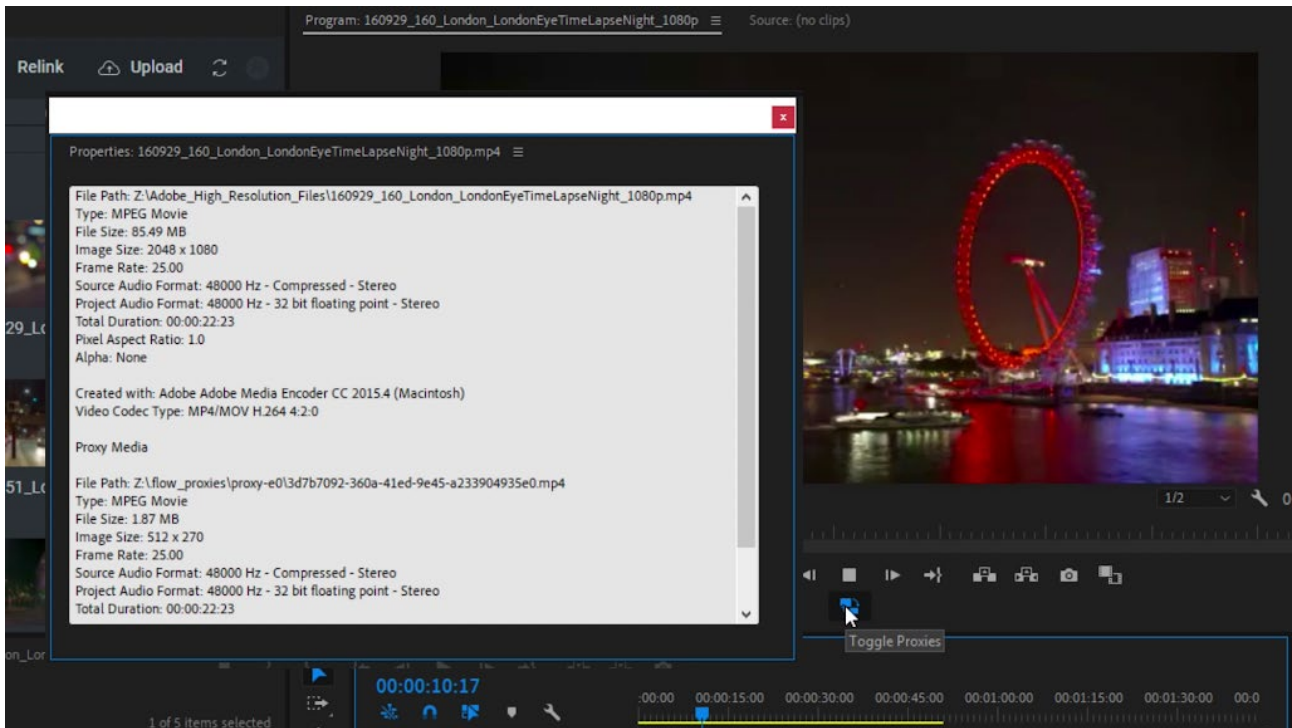 Program: 160929_160_London_LondonEyeTimeLapseNight_1080p
Source: (no clips)
Relink
Upload
Properties: 160929_160_London_LondonEyeTimeLapseNight_1080p.mp4
File Path: Z:\Adobe_High_Resolution_Files\160929_160_London_LondonEyeTimeLapseNight_1080p.mp4
Type: MPEG Movie
File Size: 85.49 MB
Image Size: 2048 x 1080
Frame Rate: 25.00
Source Audio Format: 48000 Hz - Compressed - Stereo
Project Audio Format: 48000 Hz - 32 bit floating point - Stereo
Total Duration: 00:00:22:23
Pixel Aspect Ratio: 1.0
Alpha: None
Created with: Adobe Adobe Media Encoder CC 2015.4 (Macintosh)
Video Codec Type: MP4/MOV H.264 4:2:0
Proxy Media
File Path: Z:\.flow_proxies\proxy-e0\3d7b7092-360a-41ed-9e45-a233904935e0.mp4
Type: MPEG Movie
File Size: 1.87 MB
Image Size: 512 x 270
Frame Rate: 25.00
Source Audio Format: 48000 Hz - Compressed - Stereo
Project Audio Format: 48000 Hz - 32 bit floating point - Stereo
Total Duration: 00:00:22:23
29_Lo
51_Lo
on_Lor
1/2
0
Toggle Proxies
00:00:10:17
:00:00 00:00:15:00 00:00:30:00 00:00:45:00 00:01:00:00 00:01:15:00 00:01:30:00 00:0
1 of 5 items selected